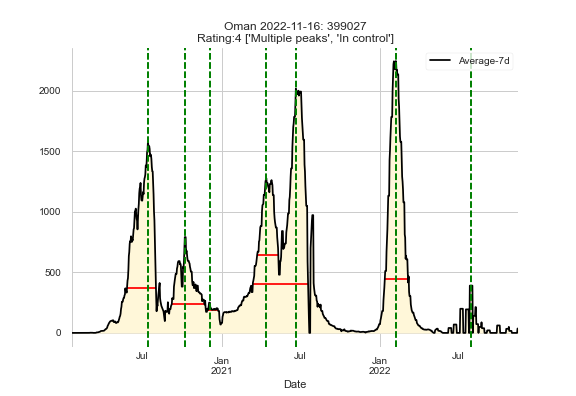 Oman 2022-11-16: 399027
Rating:4 ['Multiple peaks', 'In control']
Average-7d
2000
1500
1000
500
0
Jul
Jan
2021
Jul
Jan
2022
Jul
Date